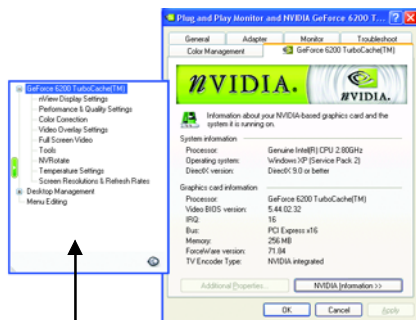 Plug and Play Monitor and NVIDIA GeForce 6200 T...
General Adapter Monitor Troubleshoot
Color Management GeForce 6200 TurboCache(TM)
NVIDIA.
NVIDIA.
Information about your NVIDIA-based graphics card and the
system it is running on.
System information
Processor: Genuine Intel(R) CPU 2.80GHz
Operating system: Windows XP (Service Pack 2)
DirectX version: DirectX 9.0 or better
Graphics card information
Processor: GeForce 6200 TurboCache(TM)
Video BIOS version: 5.44.02.32
IRQ: 16
Bus: PCI Express x16
Memory: 256 MB
ForceWare version: 71.84
TV Encoder Type: NVIDIA integrated
Additional Properties...
NVIDIA Information >>
OK Cancel Apply
GeForce 6200 TurboCache(TM)
nView Display Settings
Performance & Quality Settings
Color Correction
Video Overlay Settings
Full Screen Video
Tools
NVRotate
Temperature Settings
Screen Resolutions & Refresh Rates
Desktop Management
Menu Editing